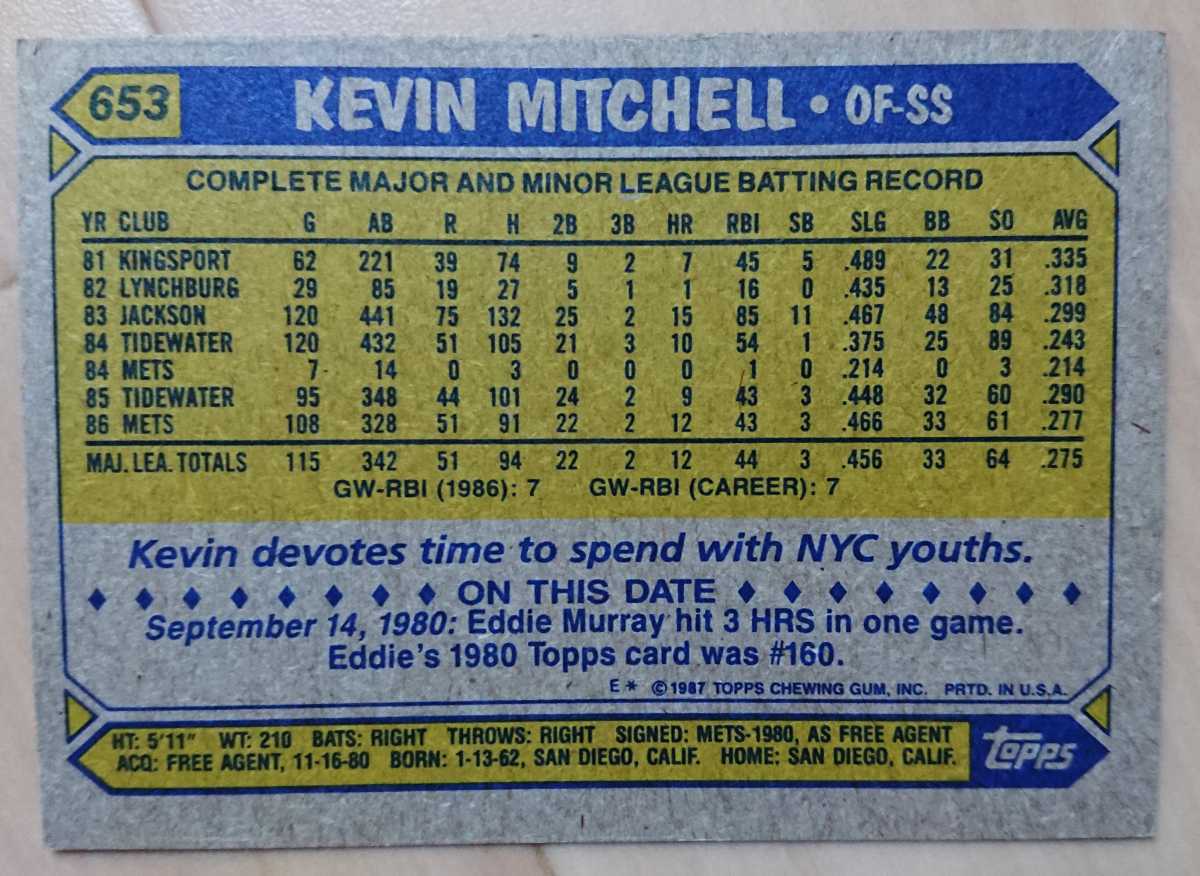 653 KEVIN MITCHELL • OF-SS
COMPLETE MAJOR AND MINOR LEAGUE BATTING RECORD
YR CLUB G AB R H 2B 3B HR RBI SB SLG BB SO AVG
81 KINGSPORT 62 221 39 74 9 2 7 45 5 .489 22 31 .335
82 LYNCHBURG 29 85 19 27 5 1 1 16 0 .435 13 25 .318
83 JACKSON 120 441 75 132 25 2 15 85 11 .467 48 84 .299
84 TIDEWATER 120 432 51 105 21 3 10 54 1 .375 25 89 .243
84 METS 7 14 0 3 0 0 0 1 0 .214 0 3 .214
85 TIDEWATER 95 348 44 101 24 2 9 43 3 .448 32 60 .290
86 METS 108 328 51 91 22 2 12 43 3 .466 33 61 .277
MAJ. LEA. TOTALS 115 342 51 94 22 2 12 44 3 .456 33 64 .275
GW-RBI (1986): 7 GW-RBI (CAREER): 7
Kevin devotes time to spend with NYC youths.
ON THIS DATE
September 14, 1980: Eddie Murray hit 3 HRS in one game.
Eddie's 1980 Topps card was #160.
E* ©1987 TOPPS CHEWING GUM, INC. PRTD. IN U.S.A.
HT: 5'11" WT: 210 BATS: RIGHT THROWS: RIGHT SIGNED: METS-1980, AS FREE AGENT
ACQ: FREE AGENT, 11-16-80 BORN: 1-13-62, SAN DIEGO, CALIF. HOME: SAN DIEGO, CALIF.
topps